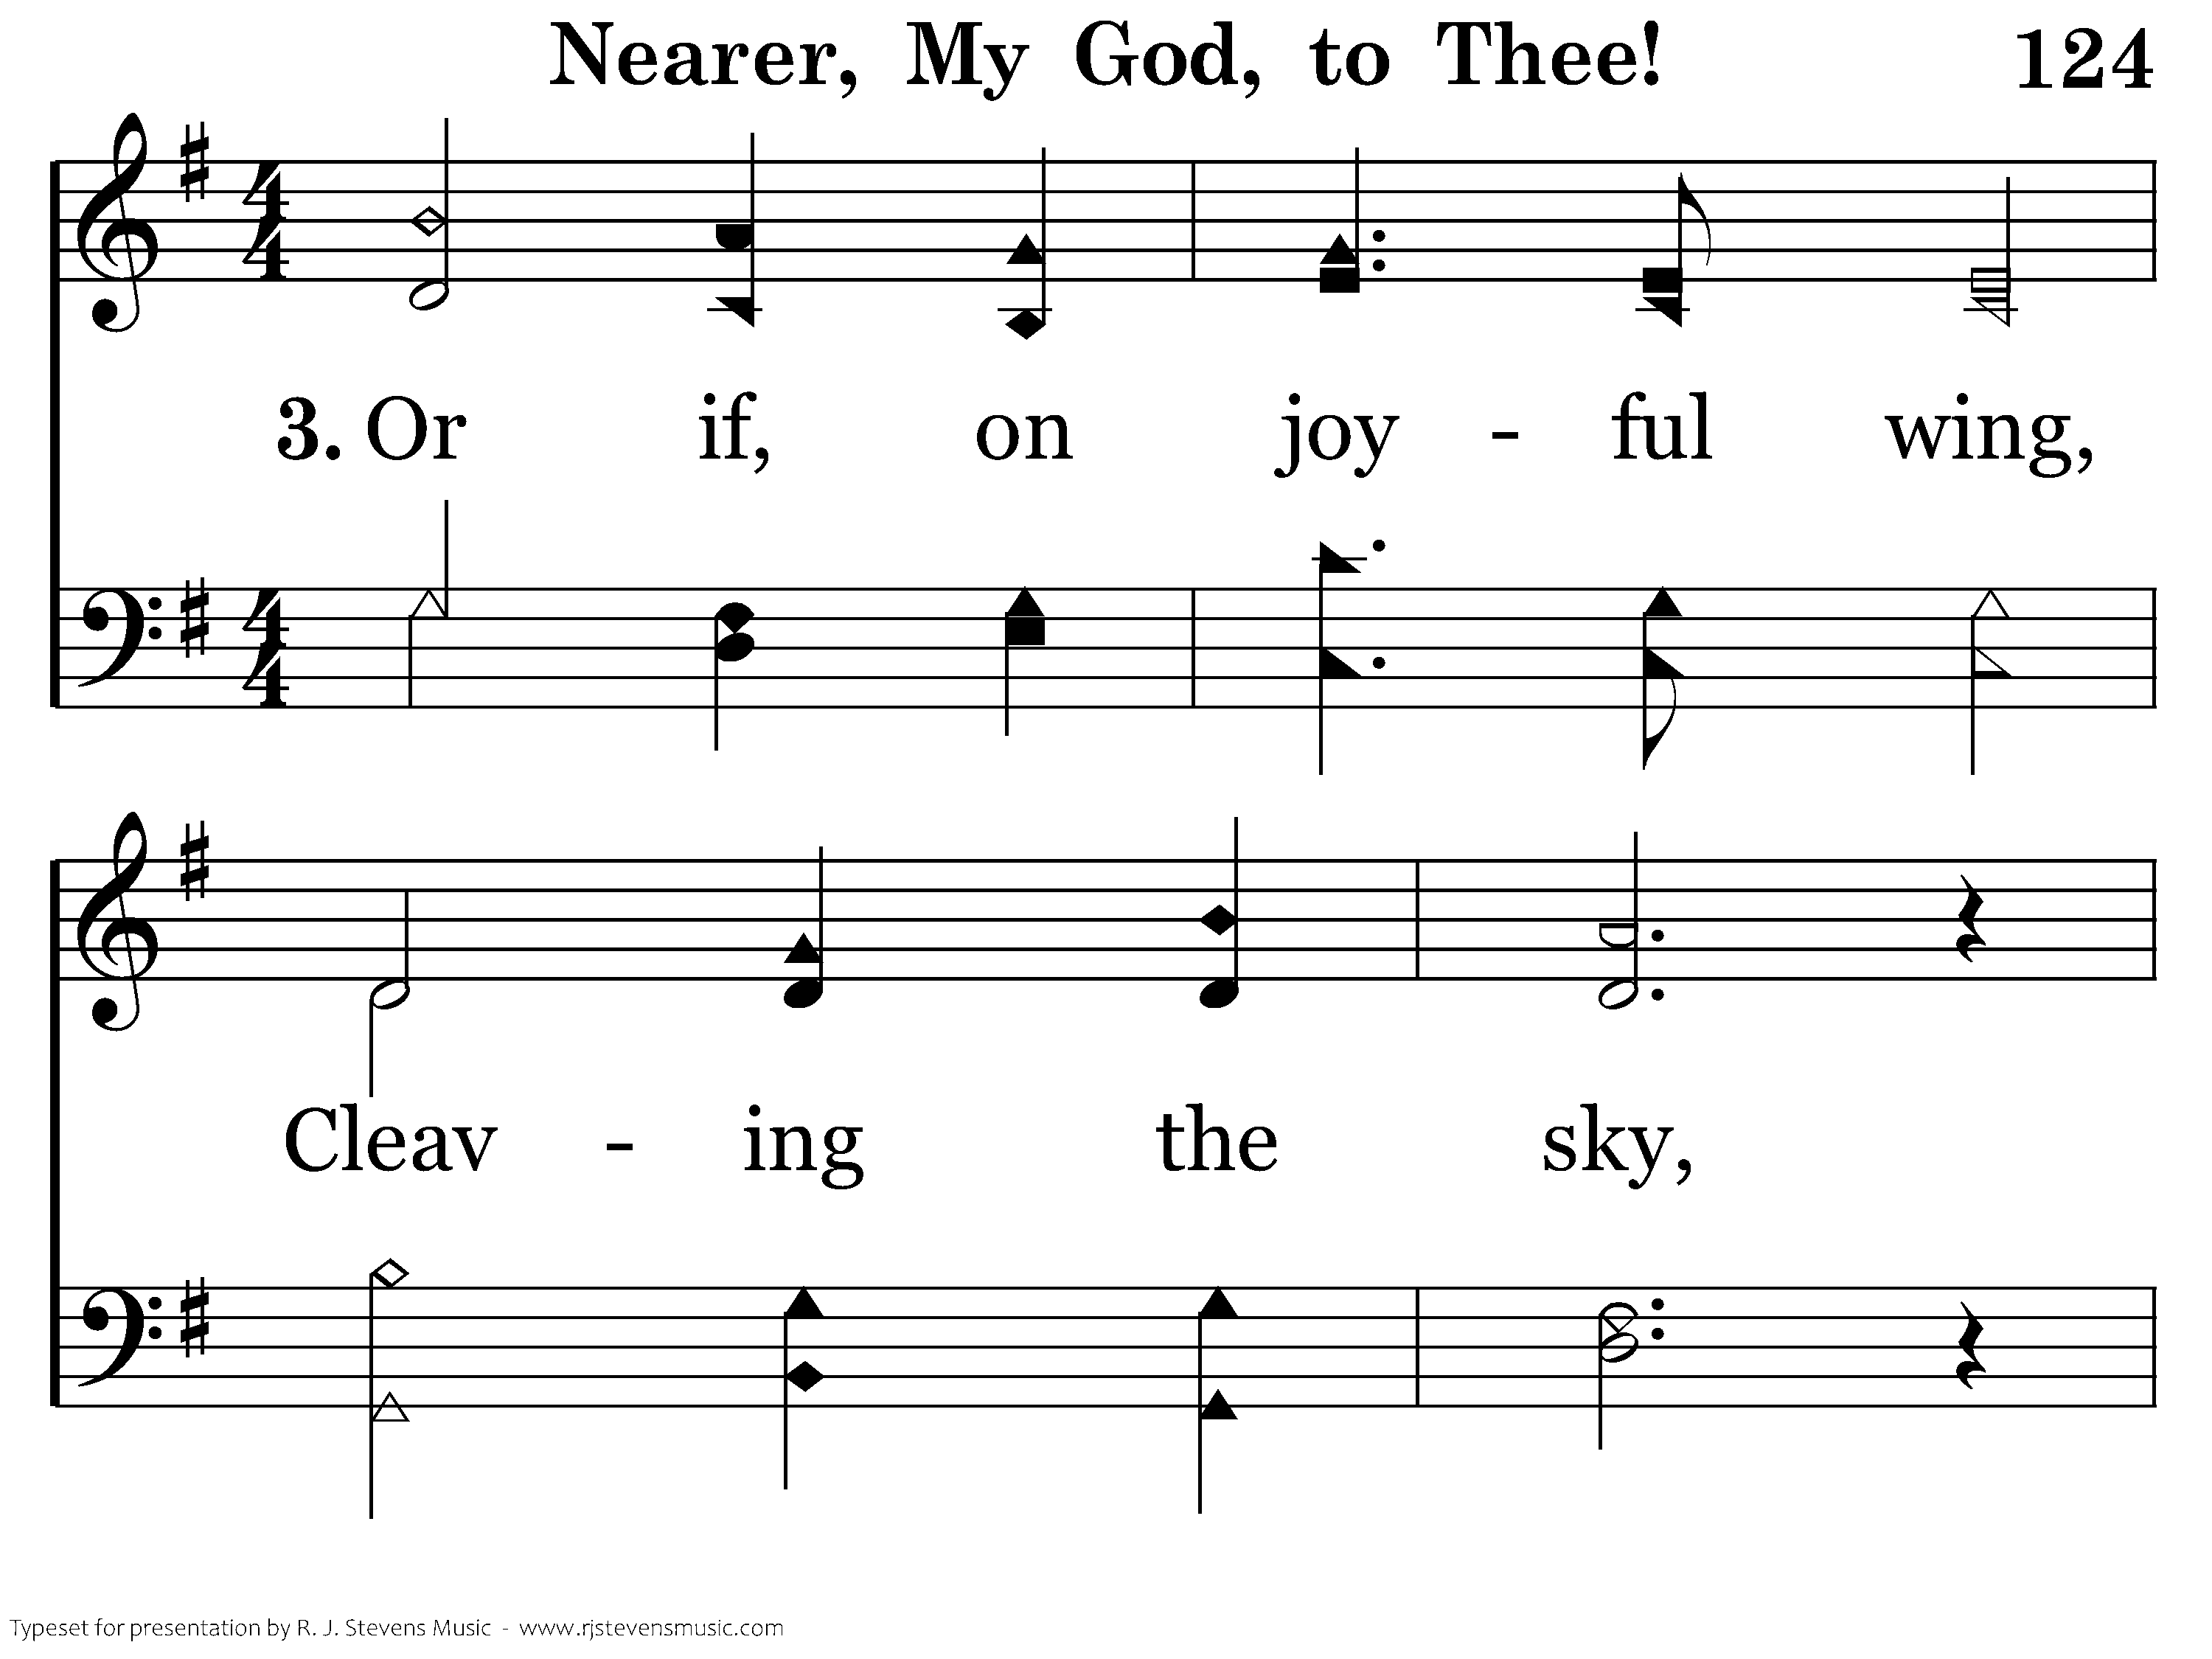 Nearer, My God, to Thee! 124
3. Or if, on joy - ful wing,
Cleav - ing the sky,
Typeset for presentation by R. J. Stevens Music - www.rjstevensmusic.com